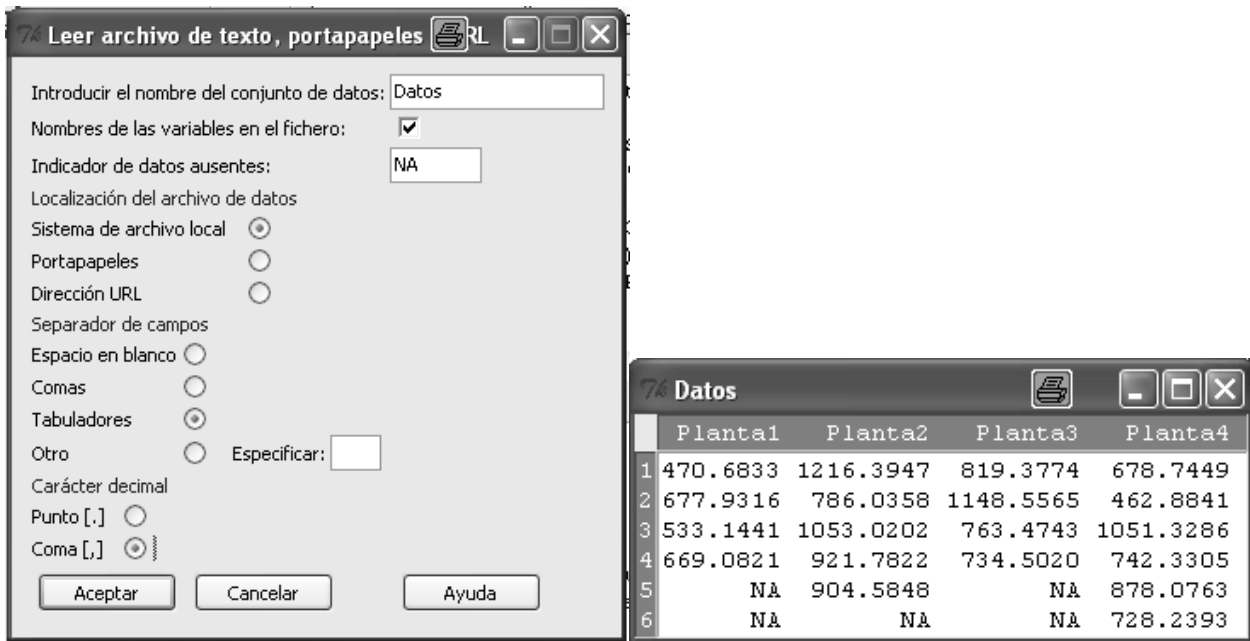 Leer archivo de texto, portapapeles RL
Introducir el nombre del conjunto de datos: Datos
Nombres de las variables en el fichero:
Indicador de datos ausentes: NA
Localización del archivo de datos
Sistema de archivo local
Portapapeles
Dirección URL
Separador de campos
Espacio en blanco
Comas
Tabuladores
Otro Especificar:
Carácter decimal
Punto [.]
Coma [,]
Aceptar Cancelar Ayuda
Datos
Planta1 Planta2 Planta3 Planta4
1 470.6833 1216.3947 819.3774 678.7449
2 677.9316 786.0358 1148.5565 462.8841
3 533.1441 1053.0202 763.4743 1051.3286
4 669.0821 921.7822 734.5020 742.3305
5 NA 904.5848 NA 878.0763
6 NA NA NA 728.2393